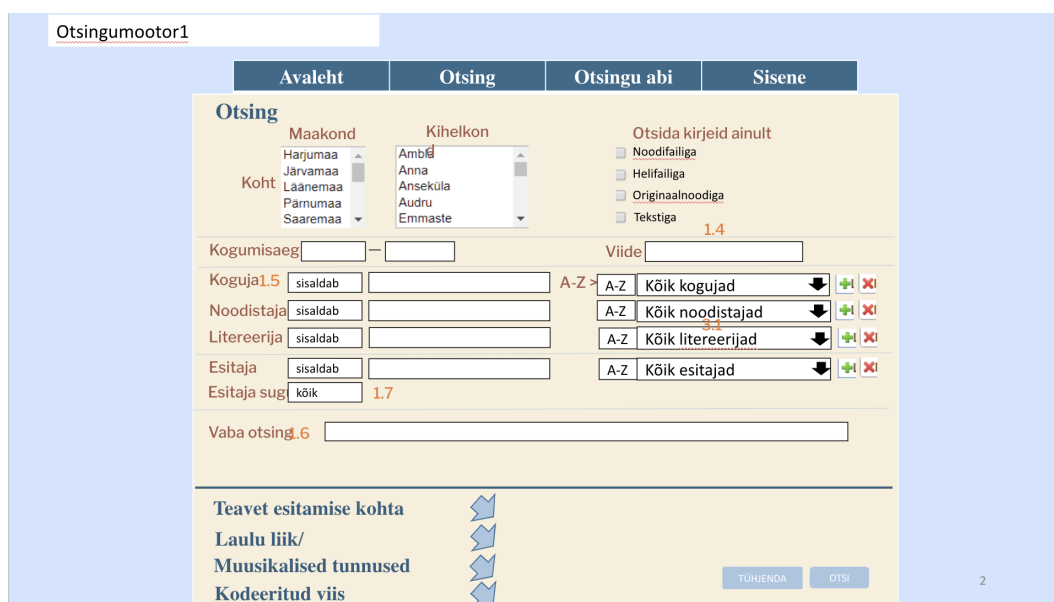 Otsingumootor1
Avaleht Otsing Otsingu abi Sisene
Otsing
Maakond Kihelkond Otsida kirjeid ainult
Koht
Harjumaa
Järvamaa
Läänemaa
Pärnumaa
Saaremaa
Ambla
Anna
Anseküla
Audru
Emmaste
Noodifailiga
Helifailiga
Originaalnoodiga
Tekstiga
1.4
Kogumisaeg — Viide
Koguja 1.5 sisaldab A-Z > A-Z Kõik kogujad
Noodistaja sisaldab A-Z Kõik noodistajad
3.1
Litereerija sisaldab A-Z Kõik litereerijad
Esitaja sisaldab A-Z Kõik esitajad
Esitaja sugu kõik 1.7
Vaba otsing 1.6
Teavet esitamise kohta
Laulu liik/
Muusikalised tunnused
Kodeeritud viis
TÜHJENDA OTSI
2